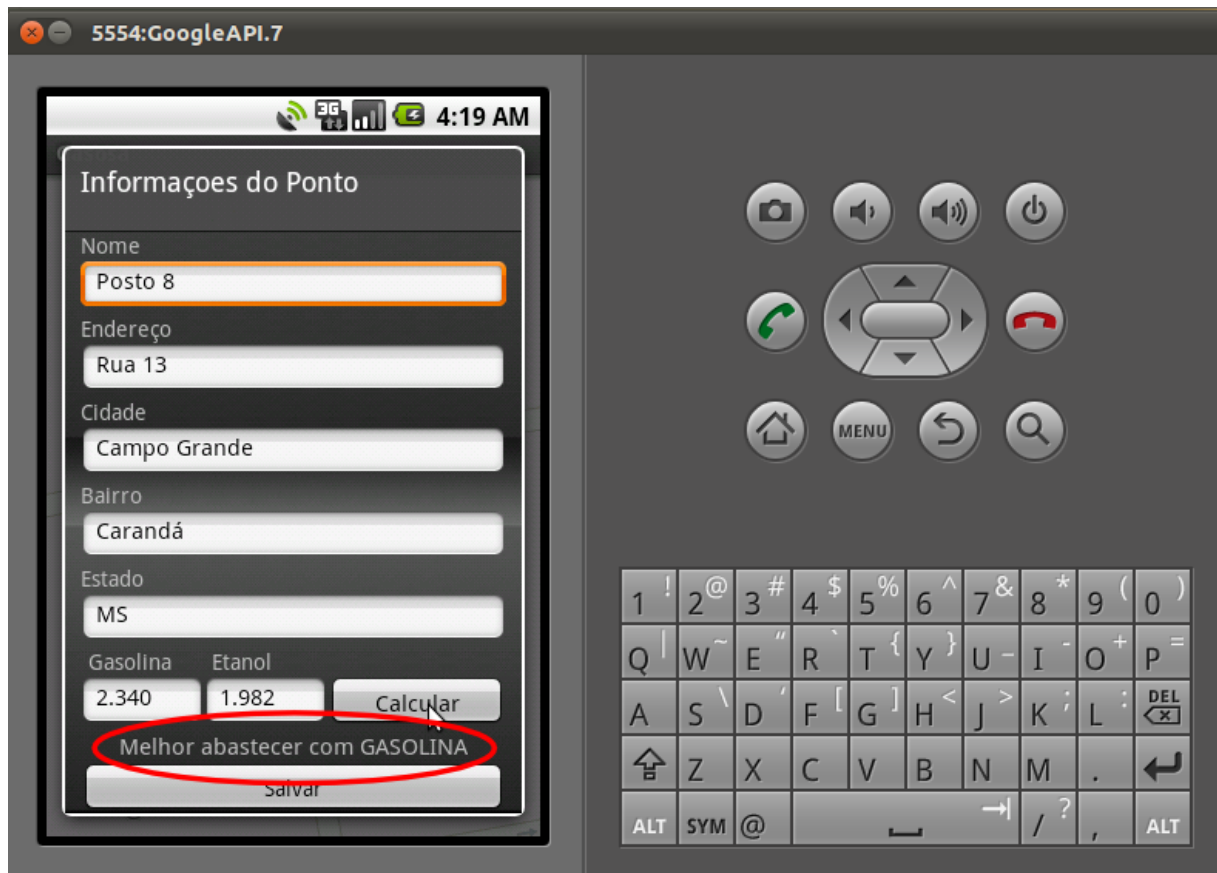 5554:GoogleAPI.7
3G 4:19 AM
Informaçoes do Ponto
Nome
Posto 8
Endereço
Rua 13
Cidade
Campo Grande
Bairro
Carandá
Estado
MS
Gasolina Etanol
2.340 1.982 Calcular
Melhor abastecer com GASOLINA
Salvar
MENU
1 ! 2 @ 3 # 4 $ 5 % 6 ^ 7 & 8 * 9 ( 0 )
Q | W ~ E " R ` T { Y } U _ I - O + P =
A S \ D ' F [ G ] H < J > K ; L : DEL
Z X C V B N M .
ALT SYM @ / ? , ALT